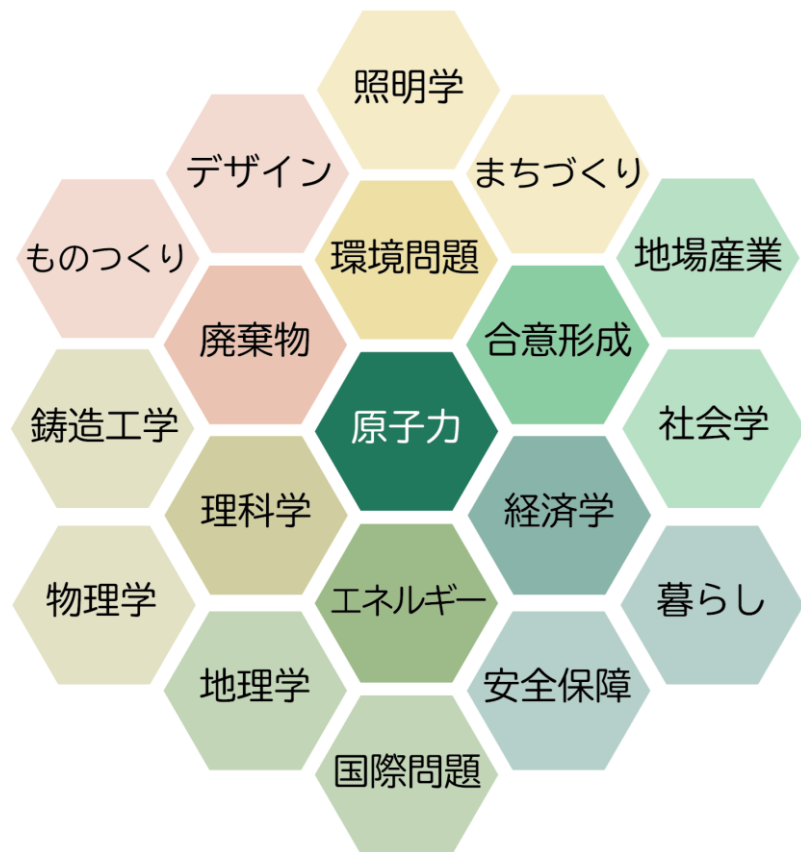 照明学
デザイン
まちづくり
ものつくり
環境問題
地場産業
廃棄物
合意形成
鋳造工学
原子力
社会学
理科学
経済学
物理学
エネルギー
暮らし
地理学
安全保障
国際問題